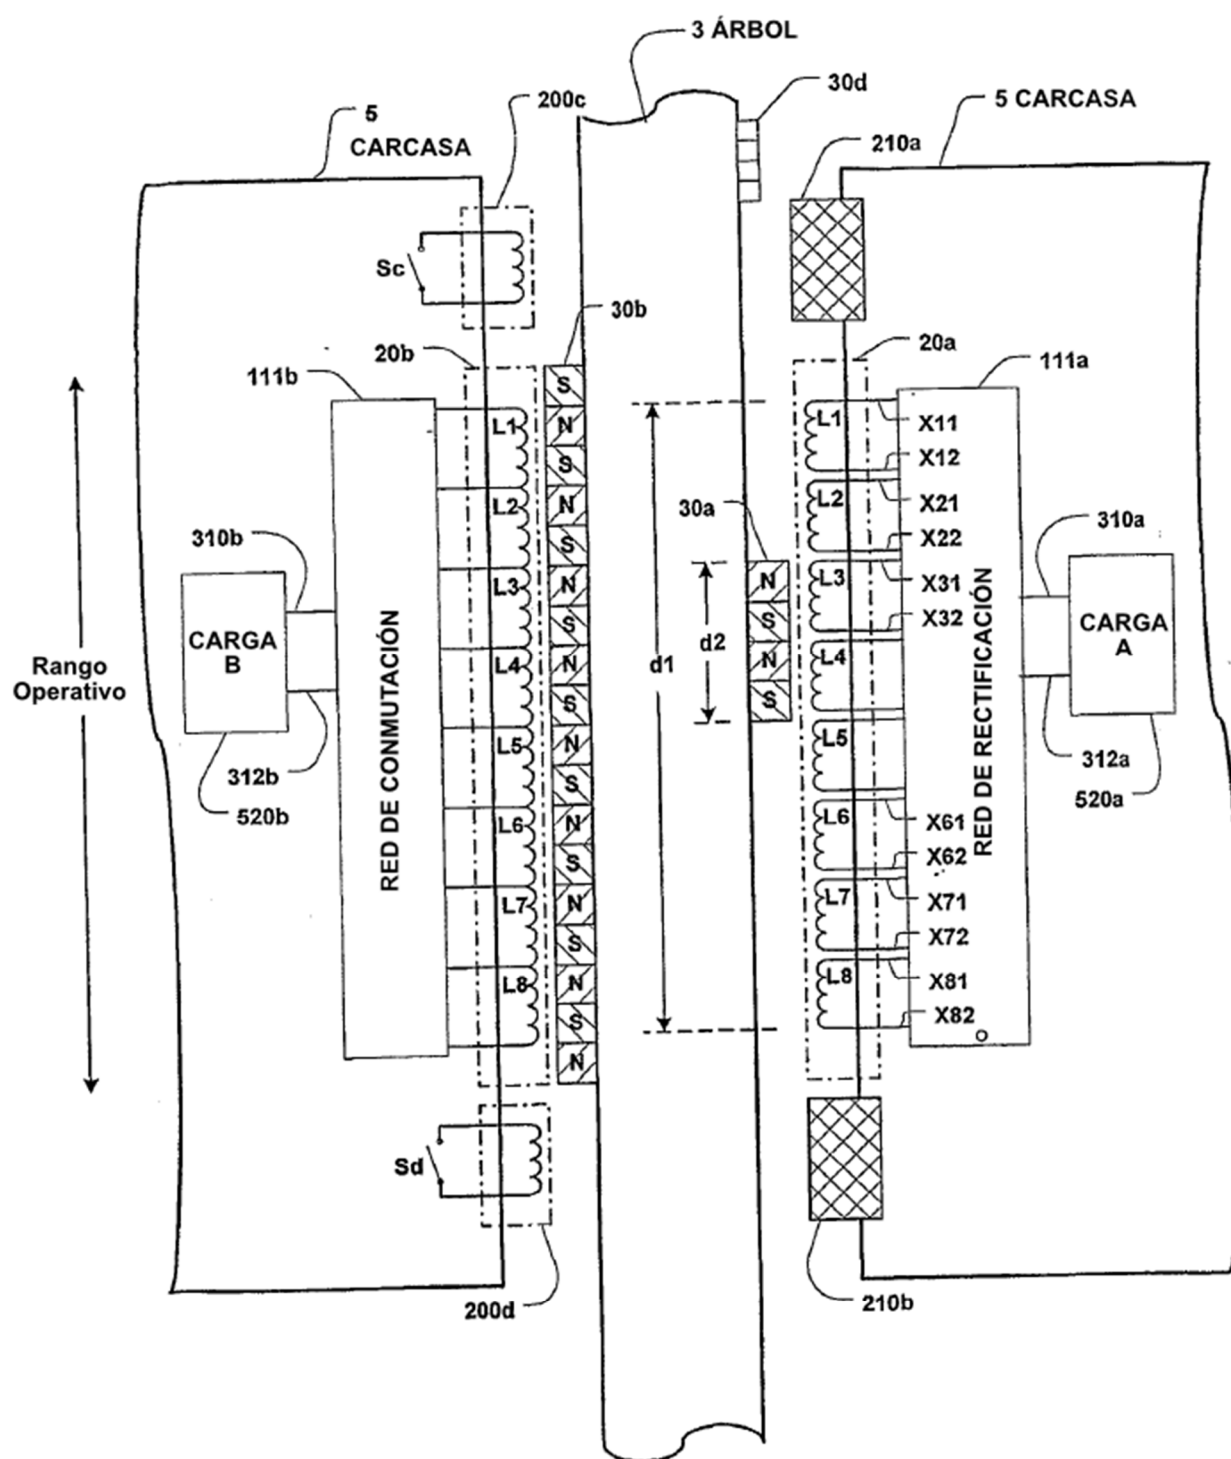 3 ÁRBOL
30d
5 CARCASA
200c
5
CARCASA
210a
Sc
30b
20b
20a
111b
111a
S
N
S
N
S
N
S
N
S
N
S
N
S
N
S
N
S
N
L1
L2
L3
L4
L5
L6
L7
L8
L1
L2
L3
L4
L5
L6
L7
L8
X11
X12
X21
X22
X31
X32
X61
X62
X71
X72
X81
X82
30a
N
S
N
S
d1
d2
310b
310a
CARGA
B
CARGA
A
RED DE CONMUTACIÓN
RED DE RECTIFICACIÓN
Rango
Operativo
312b
520b
312a
520a
Sd
200d
210b